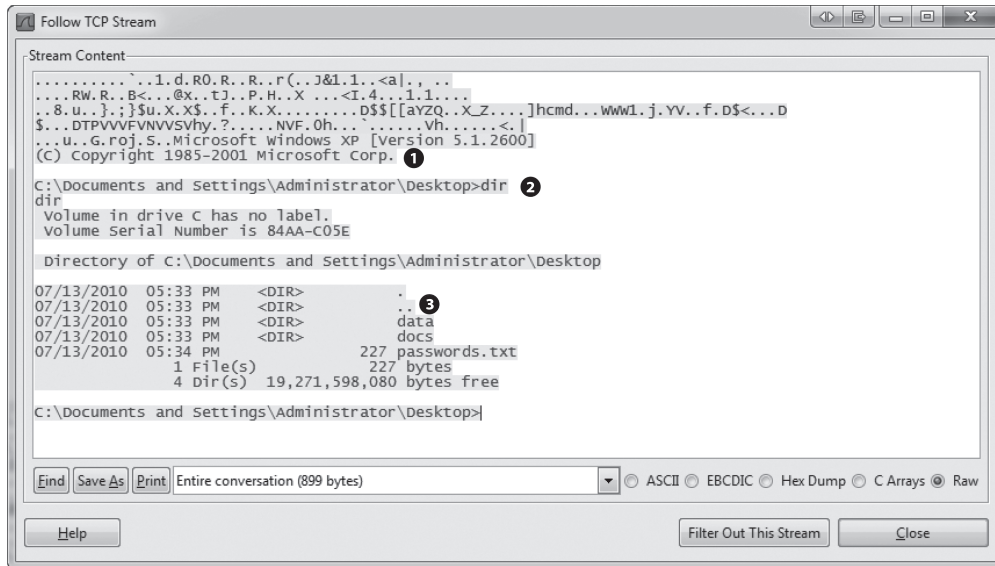 Follow TCP Stream
Stream Content
..........`..1.d.R0.R..R..r(..J&1.1..<a|., ..
....RW.R..B<...@x..tJ..P.H..X ...<I.4...1.1....
..8.u..}.;}$u.X.X$..f..K.X.........D$$[[aYZQ..X_Z....]hcmd...WWW1.j.YV..f.D$<...D
$...DTPVVVFVNVVSVhy.?.....NVF.0h...`......Vh......<.|
...u..G.roj.S..Microsoft Windows XP [Version 5.1.2600]
(C) Copyright 1985-2001 Microsoft Corp. 1
C:\Documents and Settings\Administrator\Desktop>dir 2
dir
 Volume in drive C has no label.
 Volume Serial Number is 84AA-C05E
 Directory of C:\Documents and Settings\Administrator\Desktop
07/13/2010  05:33 PM    <DIR>          .
07/13/2010  05:33 PM    <DIR>          .. 3
07/13/2010  05:33 PM    <DIR>          data
07/13/2010  05:33 PM    <DIR>          docs
07/13/2010  05:34 PM               227 passwords.txt
               1 File(s)            227 bytes
               4 Dir(s)  19,271,598,080 bytes free
C:\Documents and Settings\Administrator\Desktop>
Find Save As Print Entire conversation (899 bytes) ASCII EBCDIC Hex Dump C Arrays Raw
Help Filter Out This Stream Close